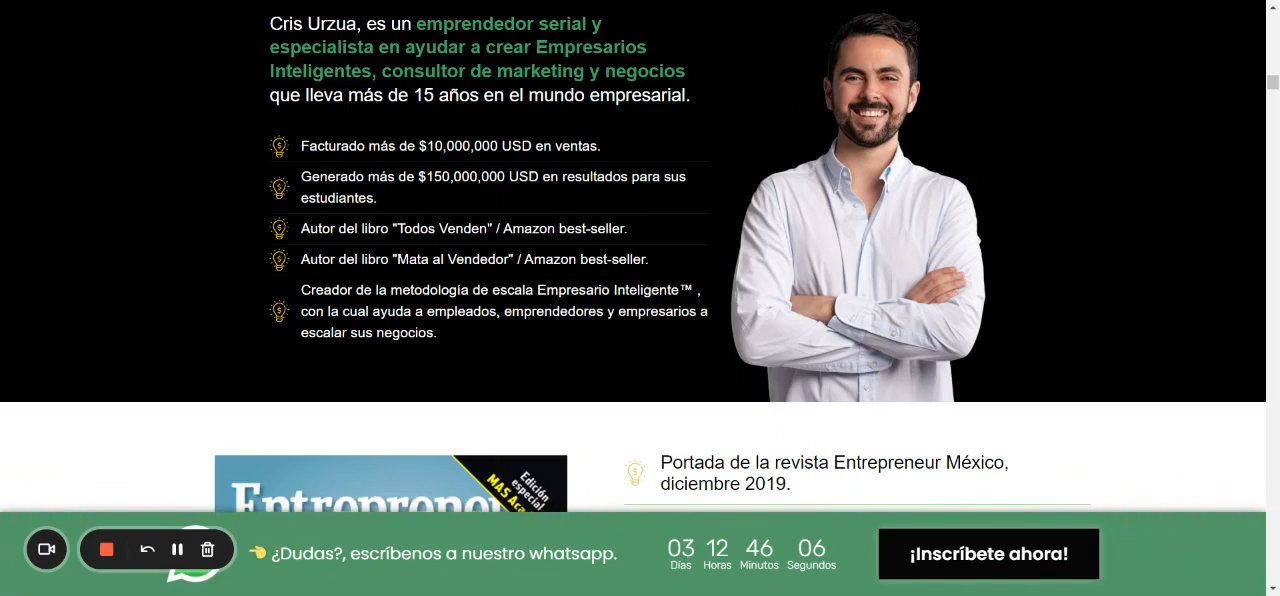 Cris Urzua, es un emprendedor serial y
especialista en ayudar a crear Empresarios
Inteligentes, consultor de marketing y negocios
que lleva más de 15 años en el mundo empresarial.
Facturado más de $10,000,000 USD en ventas.
Generado más de $150,000,000 USD en resultados para sus
estudiantes.
Autor del libro "Todos Venden" / Amazon best-seller.
Autor del libro "Mata al Vendedor" / Amazon best-seller.
Creador de la metodología de escala Empresario Inteligente™ ,
con la cual ayuda a empleados, emprendedores y empresarios a
escalar sus negocios.
Edición
especial
MAS
Entrepreneur
Portada de la revista Entrepreneur México,
diciembre 2019.
¿Dudas?, escríbenos a nuestro whatsapp.
03 12 46 06
Días Horas Minutos Segundos
¡Inscríbete ahora!